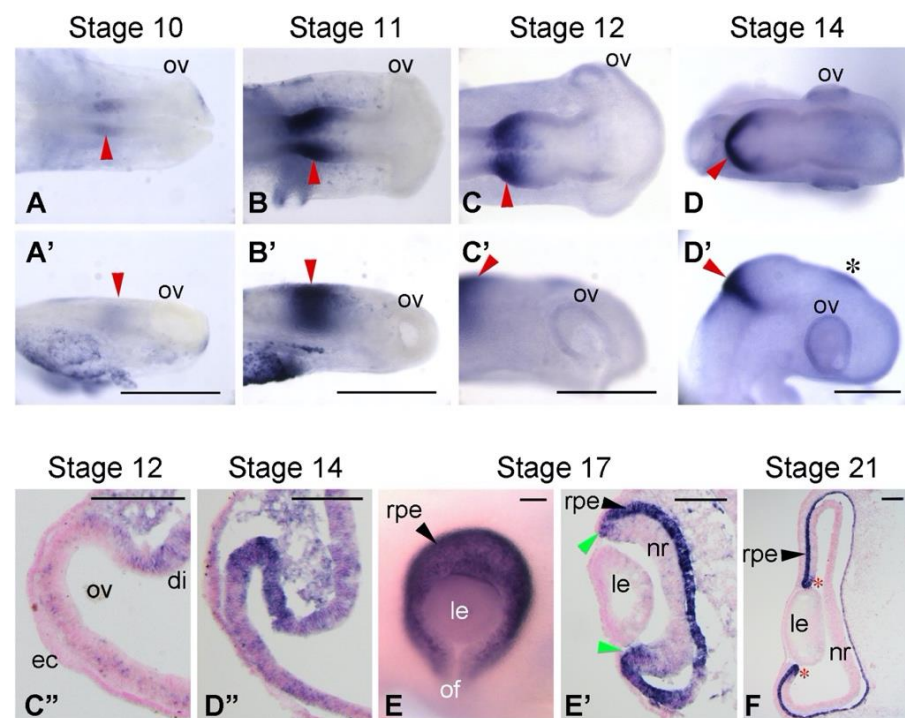 Stage 10 Stage 11 Stage 12 Stage 14
ov ov ov ov
A B C D
A’ B’ C’ D’ *
ov ov ov ov
Stage 12 Stage 14 Stage 17 Stage 21
rpe rpe
nr rpe
di le le
ov *
le
ec nr
of *
C” D” E E’ F